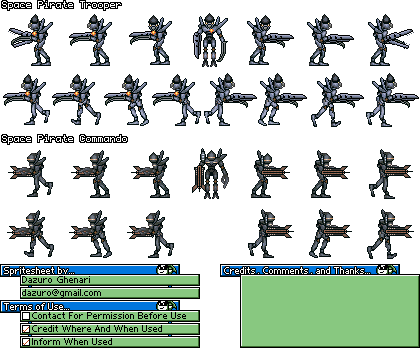 Space Pirate Trooper
Space Pirate Commando
Spritesheet by...
Dazuro Ghenari
dazuro@gmail.com
Terms of Use...
Contact For Permission Before Use
Credit Where And When Used
Inform When Used
Credits.. Comments.. and Thanks...